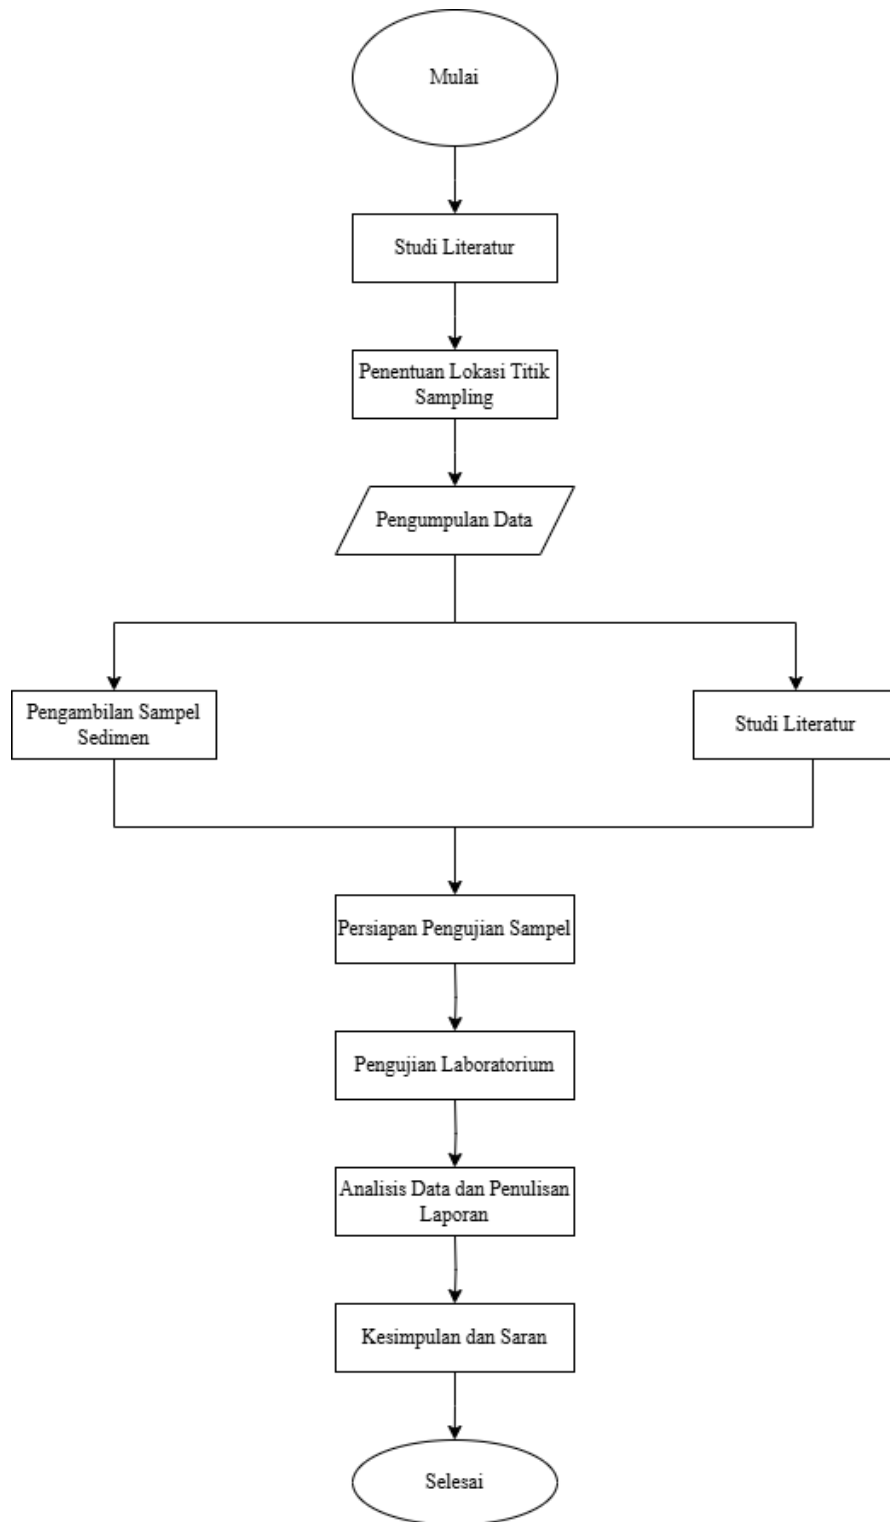 Mulai
Studi Literatur
Penentuan Lokasi Titik
Sampling
Pengumpulan Data
Pengambilan Sampel
Sedimen
Studi Literatur
Persiapan Pengujian Sampel
Pengujian Laboratorium
Analisis Data dan Penulisan
Laporan
Kesimpulan dan Saran
Selesai